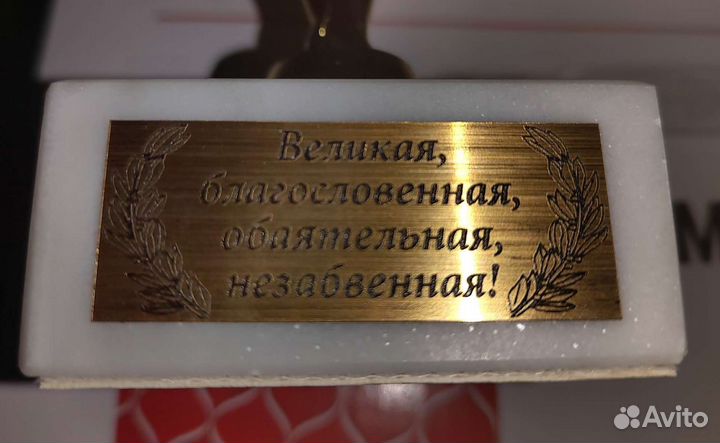 Великая,
благословенная,
обаятельная,
незабвенная!
М
Avito